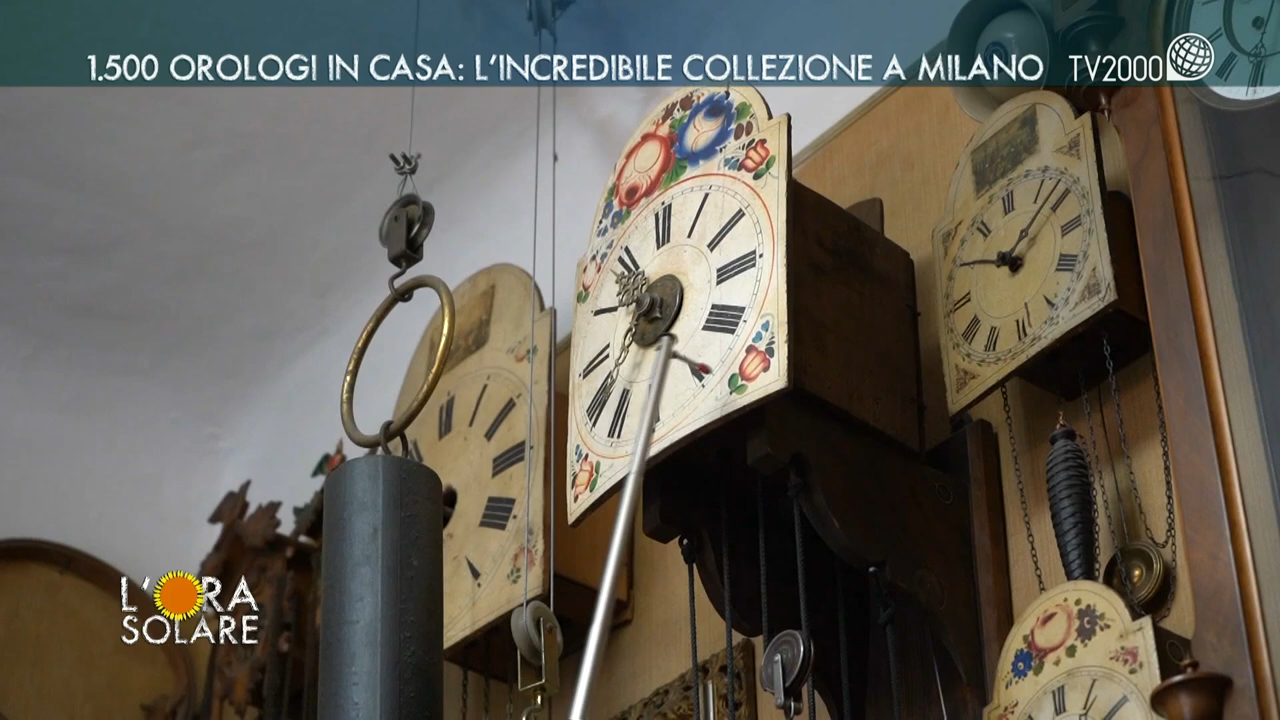 1.500 OROLOGI IN CASA: L'INCREDIBILE COLLEZIONE A MILANO
TV2000
L'ORA
SOLARE